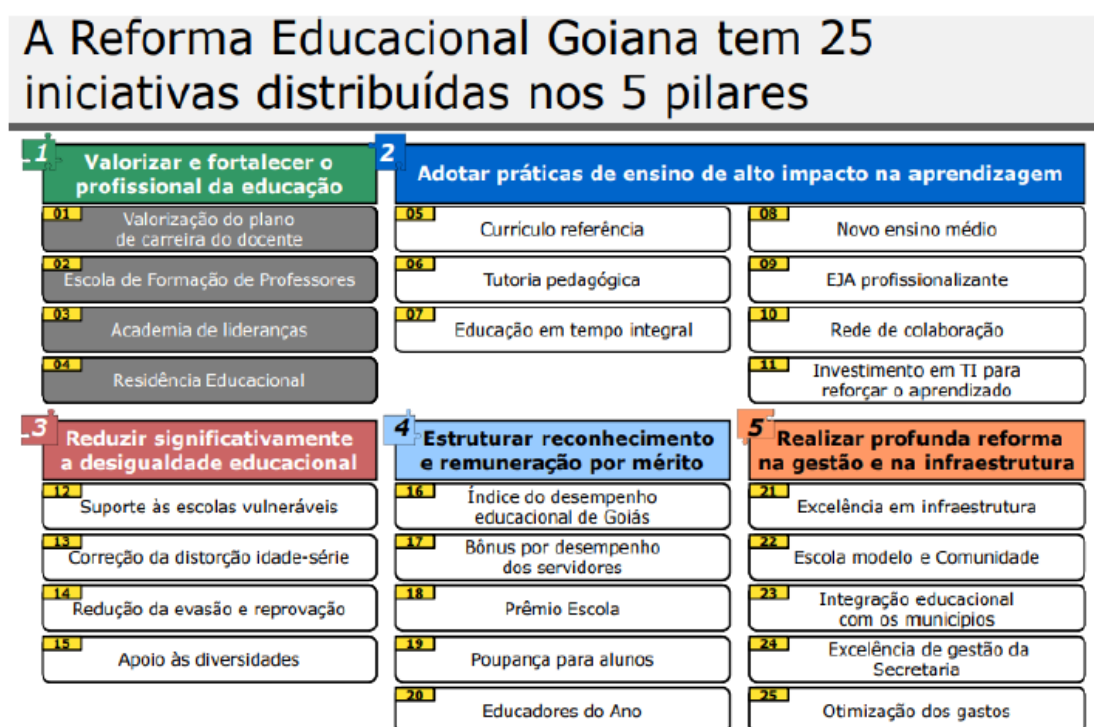 A Reforma Educacional Goiana tem 25
iniciativas distribuídas nos 5 pilares
1
Valorizar e fortalecer o
profissional da educação
01
Valorização do plano
de carreira do docente
02
Escola de Formação de Professores
03
Academia de lideranças
04
Residência Educacional
2
Adotar práticas de ensino de alto impacto na aprendizagem
05
Currículo referência
06
Tutoria pedagógica
07
Educação em tempo integral
08
Novo ensino médio
09
EJA profissionalizante
10
Rede de colaboração
11
Investimento em TI para
reforçar o aprendizado
3
Reduzir significativamente
a desigualdade educacional
12
Suporte às escolas vulneráveis
13
Correção da distorção idade-série
14
Redução da evasão e reprovação
15
Apoio às diversidades
4
Estruturar reconhecimento
e remuneração por mérito
16
Índice do desempenho
educacional de Goiás
17
Bônus por desempenho
dos servidores
18
Prêmio Escola
19
Poupança para alunos
20
Educadores do Ano
5
Realizar profunda reforma
na gestão e na infraestrutura
21
Excelência em infraestrutura
22
Escola modelo e Comunidade
23
Integração educacional
com os municípios
24
Excelência de gestão da
Secretaria
25
Otimização dos gastos